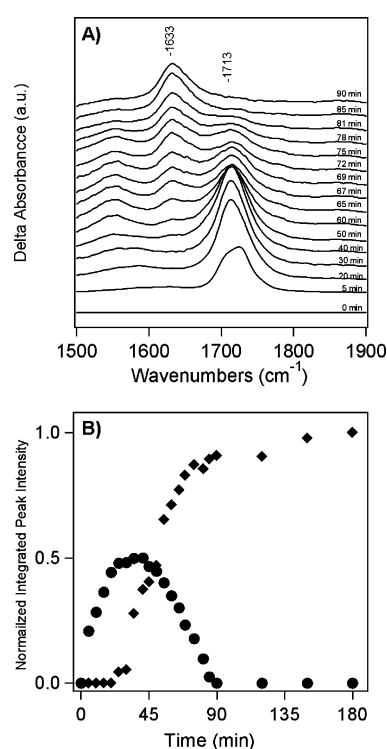 A)
-1633
-1713
90 min
85 min
81 min
78 min
75 min
72 min
69 min
67 min
65 min
60 min
50 min
40 min
30 min
20 min
5 min
0 min
Delta Absorbancce (a.u.)
1500 1600 1700 1800 1900
Wavenumbers (cm-1)
B)
Normailzed Integrated Peak Intensity
1.0
0.5
0.0
0 45 90 135 180
Time (min)